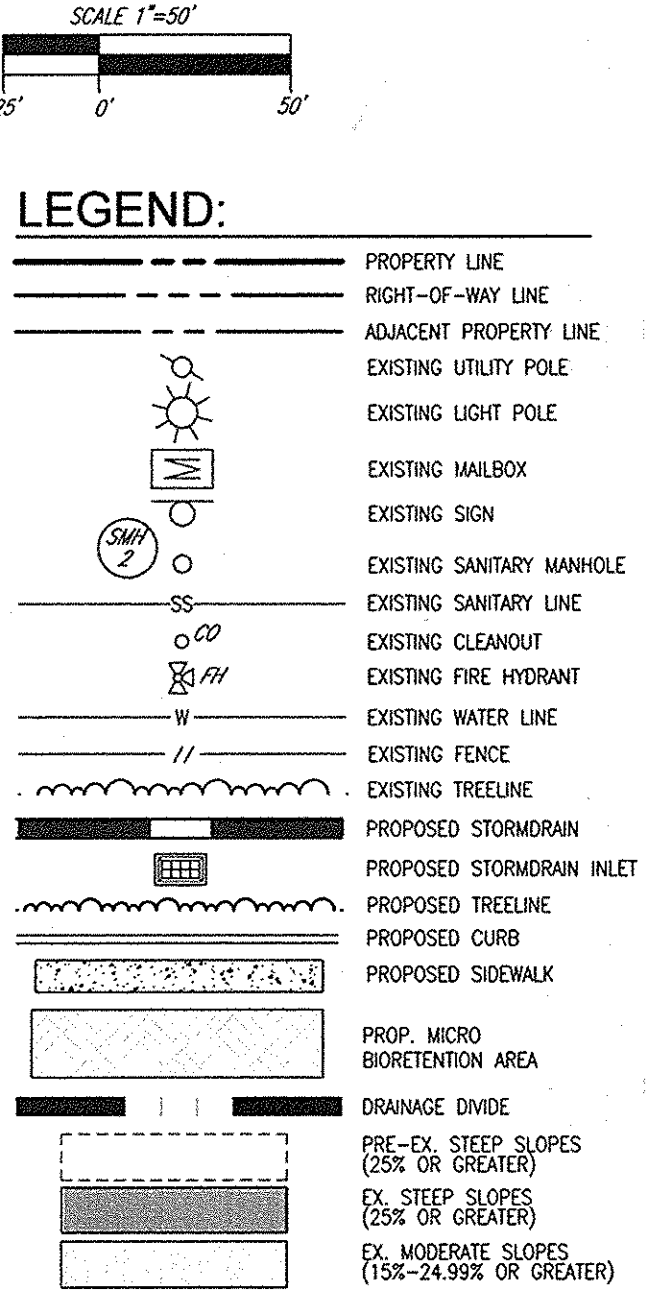 SCALE 1"=50'
25' 0' 50'
LEGEND:
PROPERTY LINE
RIGHT-OF-WAY LINE
ADJACENT PROPERTY LINE
EXISTING UTILITY POLE
EXISTING LIGHT POLE
EXISTING MAILBOX
EXISTING SIGN
SMH
2
EXISTING SANITARY MANHOLE
SS EXISTING SANITARY LINE
CO EXISTING CLEANOUT
FH EXISTING FIRE HYDRANT
W EXISTING WATER LINE
// EXISTING FENCE
EXISTING TREELINE
PROPOSED STORMDRAIN
PROPOSED STORMDRAIN INLET
PROPOSED TREELINE
PROPOSED CURB
PROPOSED SIDEWALK
PROP. MICRO
BIORETENTION AREA
DRAINAGE DIVIDE
PRE-EX. STEEP SLOPES
(25% OR GREATER)
EX. STEEP SLOPES
(25% OR GREATER)
EX. MODERATE SLOPES
(15%-24.99% OR GREATER)